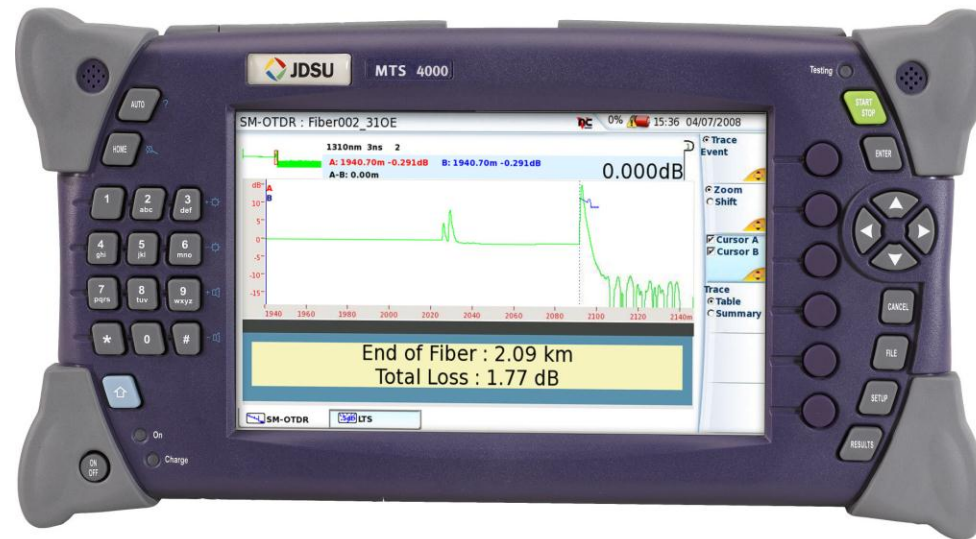 JDSU
MTS 4000
Testing
AUTO ?
HOME
START
STOP
ENTER
CANCEL
FILE
SETUP
RESULTS
1
2
abc
3
def
4
ghi
5
jkl
6
mno
7
pqrs
8
tuv
9
wxyz
*
0
#
On
Charge
ON
OFF
SM-OTDR : Fiber002_31OE
0% 15:36 04/07/2008
1310nm 3ns 2
A: 1940.70m -0.291dB B: 1940.70m -0.291dB
A-B: 0.00m
0.000dB
dB
A
B
10
5
0
-5
-10
-15
1940 1960 1980 2000 2020 2040 2060 2080 2100 2120 2140m
End of Fiber : 2.09 km
Total Loss : 1.77 dB
SM-OTDR
LTS
Trace
Event
Zoom
Shift
Cursor A
Cursor B
Trace
Table
Summary